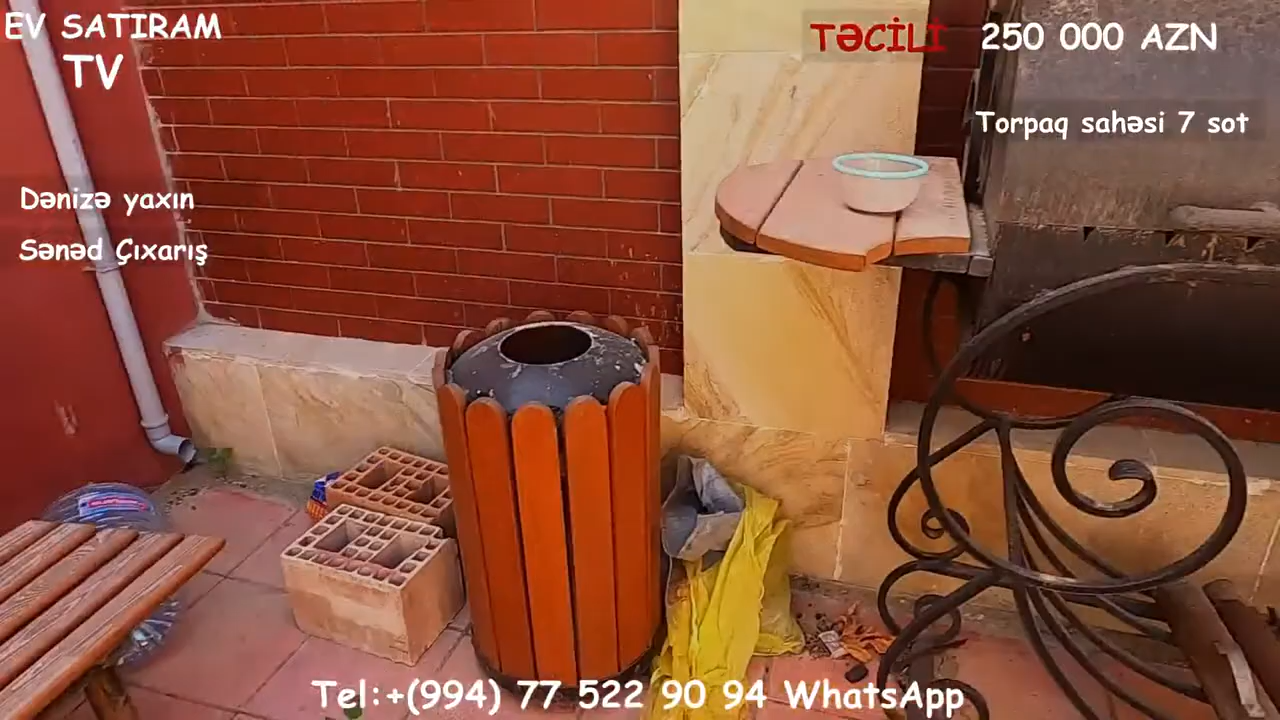 EV SATIRAM
TV
TƏCİLİ 250 000 AZN
Torpaq sahəsi 7 sot
Dənizə yaxın
Sənəd Çıxarış
Tel:+(994) 77 522 90 94 WhatsApp